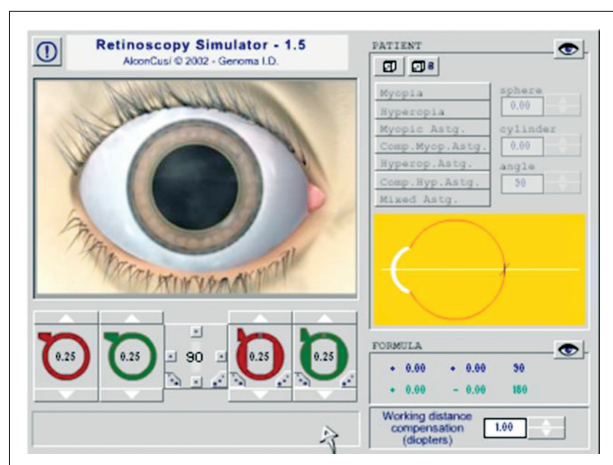 Retinoscopy Simulator - 1.5
AlconCusí © 2002 - Genoma I.D.
PATIENT
8
Myopia
Hyperopia
Myopic Astg.
Comp.Myop.Astg.
Hyperop.Astg.
Comp.Hyp.Astg.
Mixed Astg.
sphere
0.00
cylinder
0.00
angle
90
0.25
0.25
90
0.25
0.25
FORMULA
+ 0.00 + 0.00 90
+ 0.00 - 0.00 180
Working distance
compensation
(diopters)
1.00